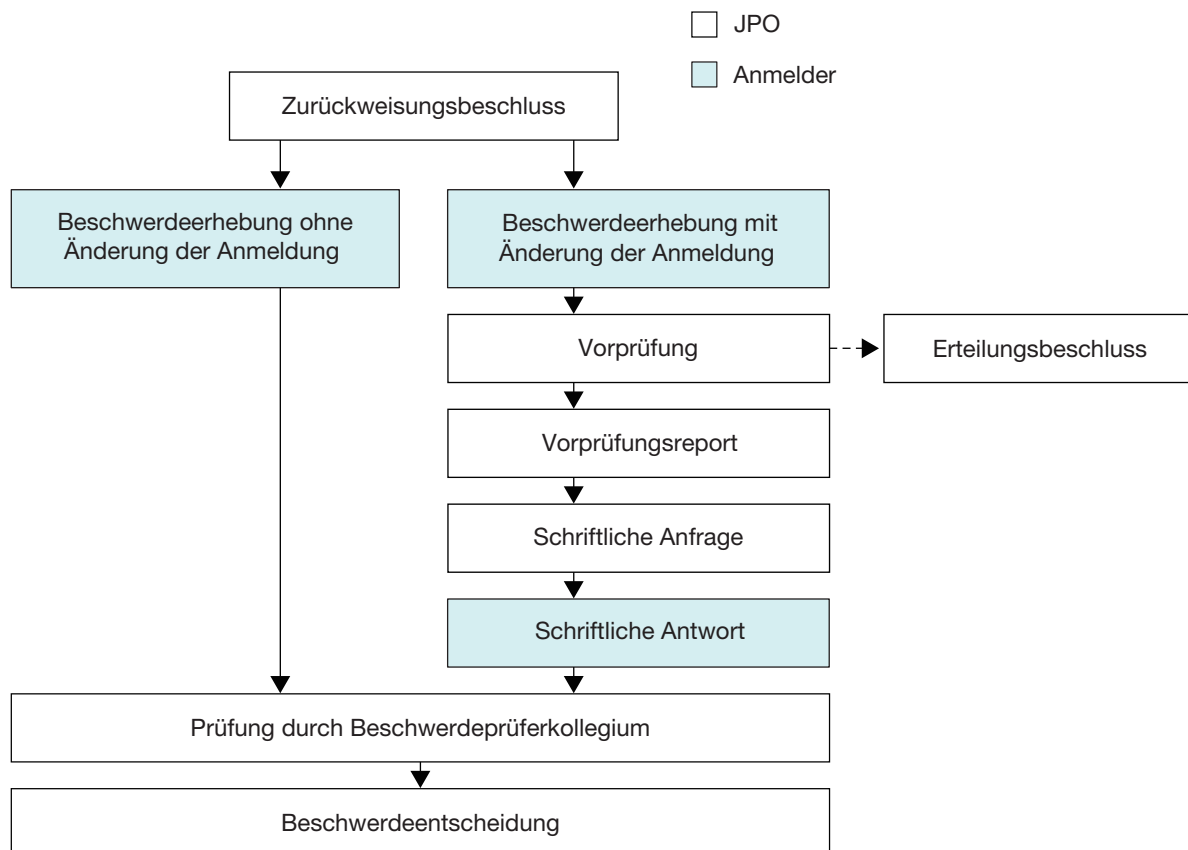 JPO
Anmelder
Zurückweisungsbeschluss
Beschwerdeerhebung ohne
Änderung der Anmeldung
Beschwerdeerhebung mit
Änderung der Anmeldung
Vorprüfung
Erteilungsbeschluss
Vorprüfungsreport
Schriftliche Anfrage
Schriftliche Antwort
Prüfung durch Beschwerdeprüferkollegium
Beschwerdeentscheidung